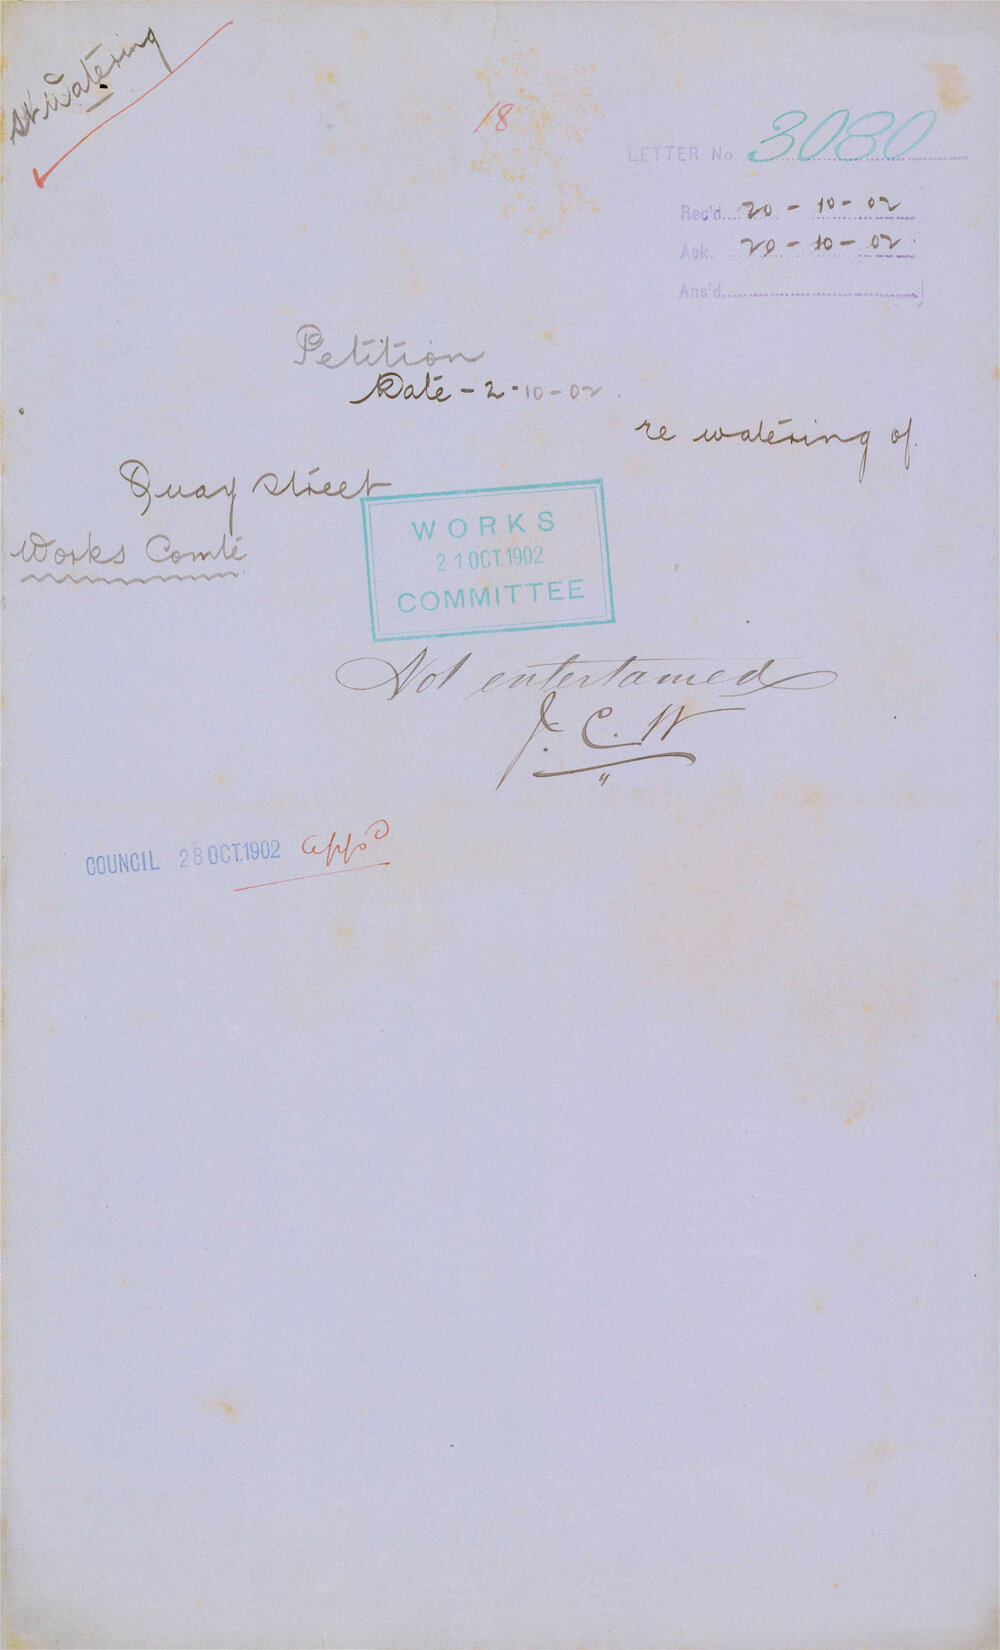 St Watering
18
LETTER No 3080
Rec'd. 20-10-02
Ack. 20-10-02.
Ans'd.
Petition
Date - 2-10-02.
re watering of
Quay Street
Works Comte
WORKS
21 OCT 1902
COMMITTEE
Not entertained
J. C. W
COUNCIL 28 OCT. 1902 appd